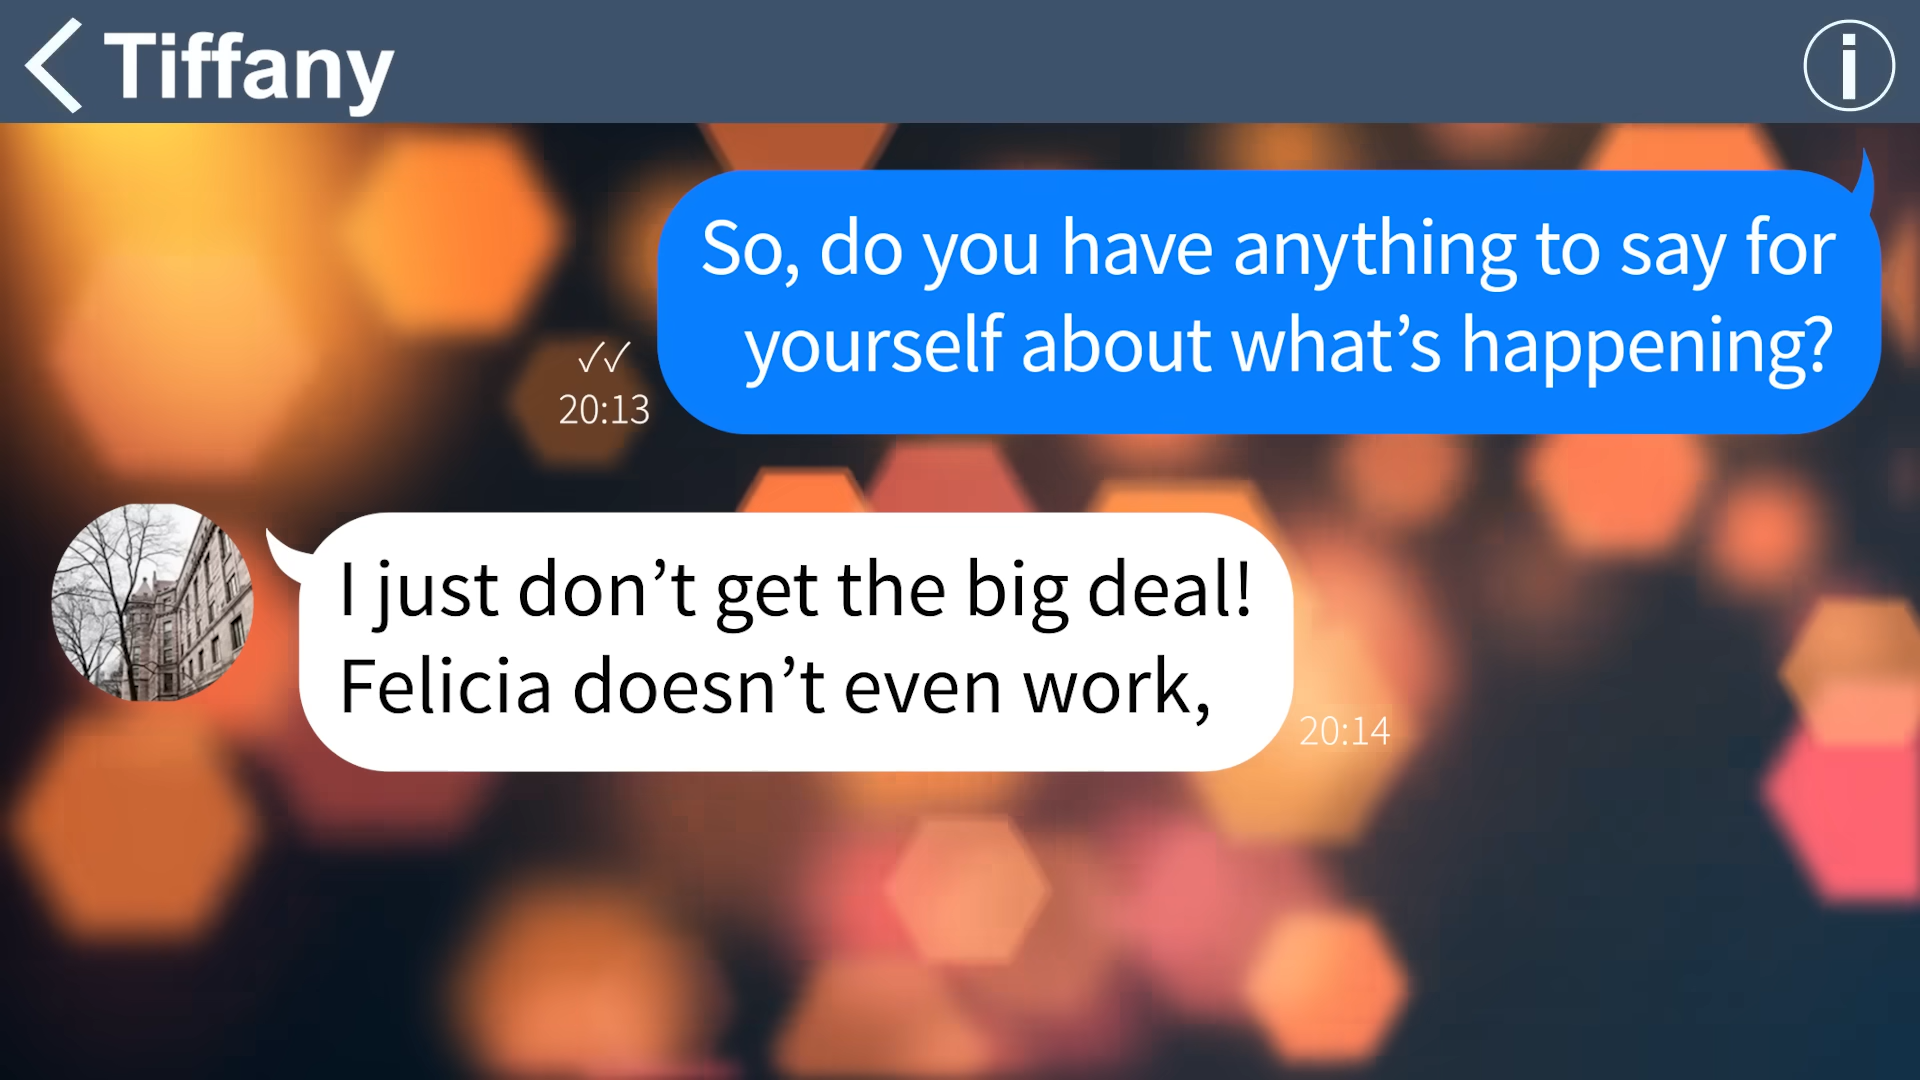 Tiffany
So, do you have anything to say for
yourself about what’s happening?
✓✓
20:13
I just don’t get the big deal!
Felicia doesn’t even work,
20:14